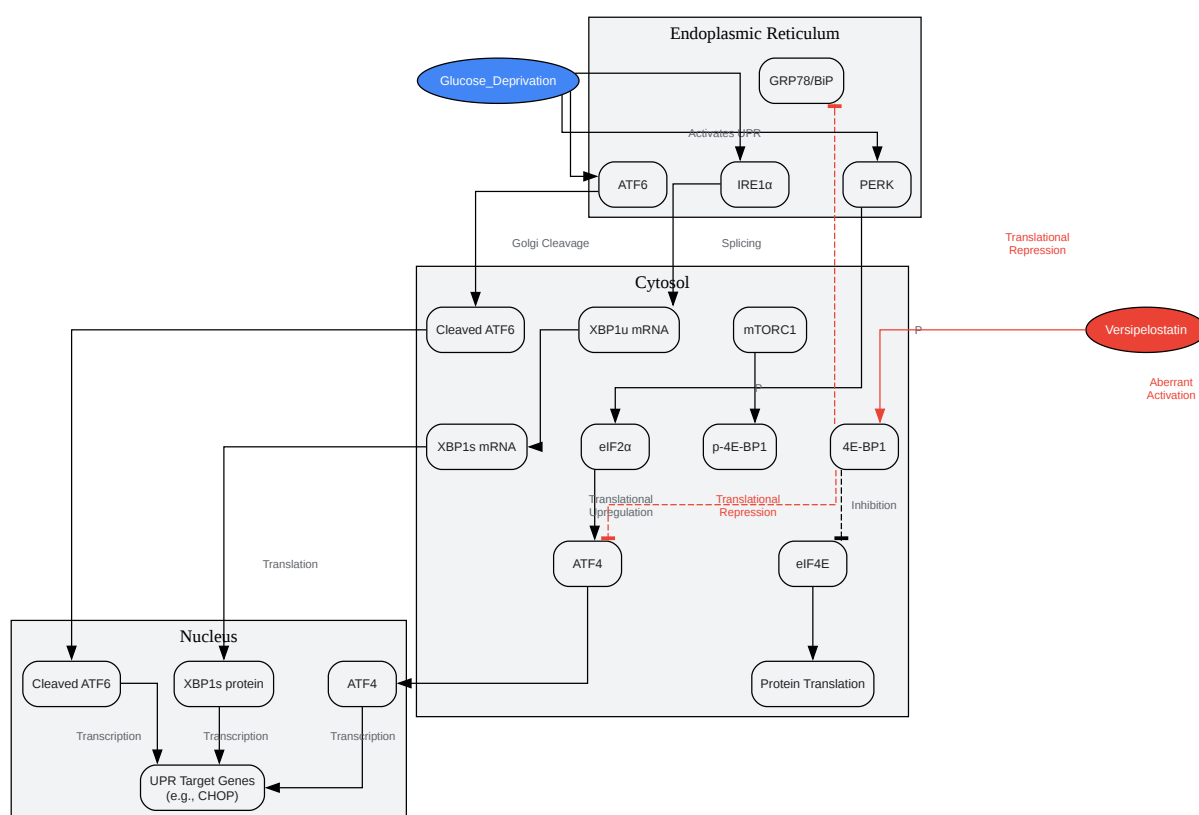 Endoplasmic Reticulum
Glucose_Deprivation
GRP78/BiP
Activates UPR
ATF6
IRE1α
PERK
Golgi Cleavage
Splicing
Translational
Repression
Cytosol
Cleaved ATF6
XBP1u mRNA
mTORC1
P
Versipelostatin
P
Aberrant
Activation
XBP1s mRNA
eIF2α
p-4E-BP1
4E-BP1
Translational
Upregulation
Translational
Repression
Inhibition
ATF4
eIF4E
Translation
Nucleus
Cleaved ATF6
XBP1s protein
ATF4
Protein Translation
Transcription
Transcription
Transcription
UPR Target Genes
(e.g., CHOP)